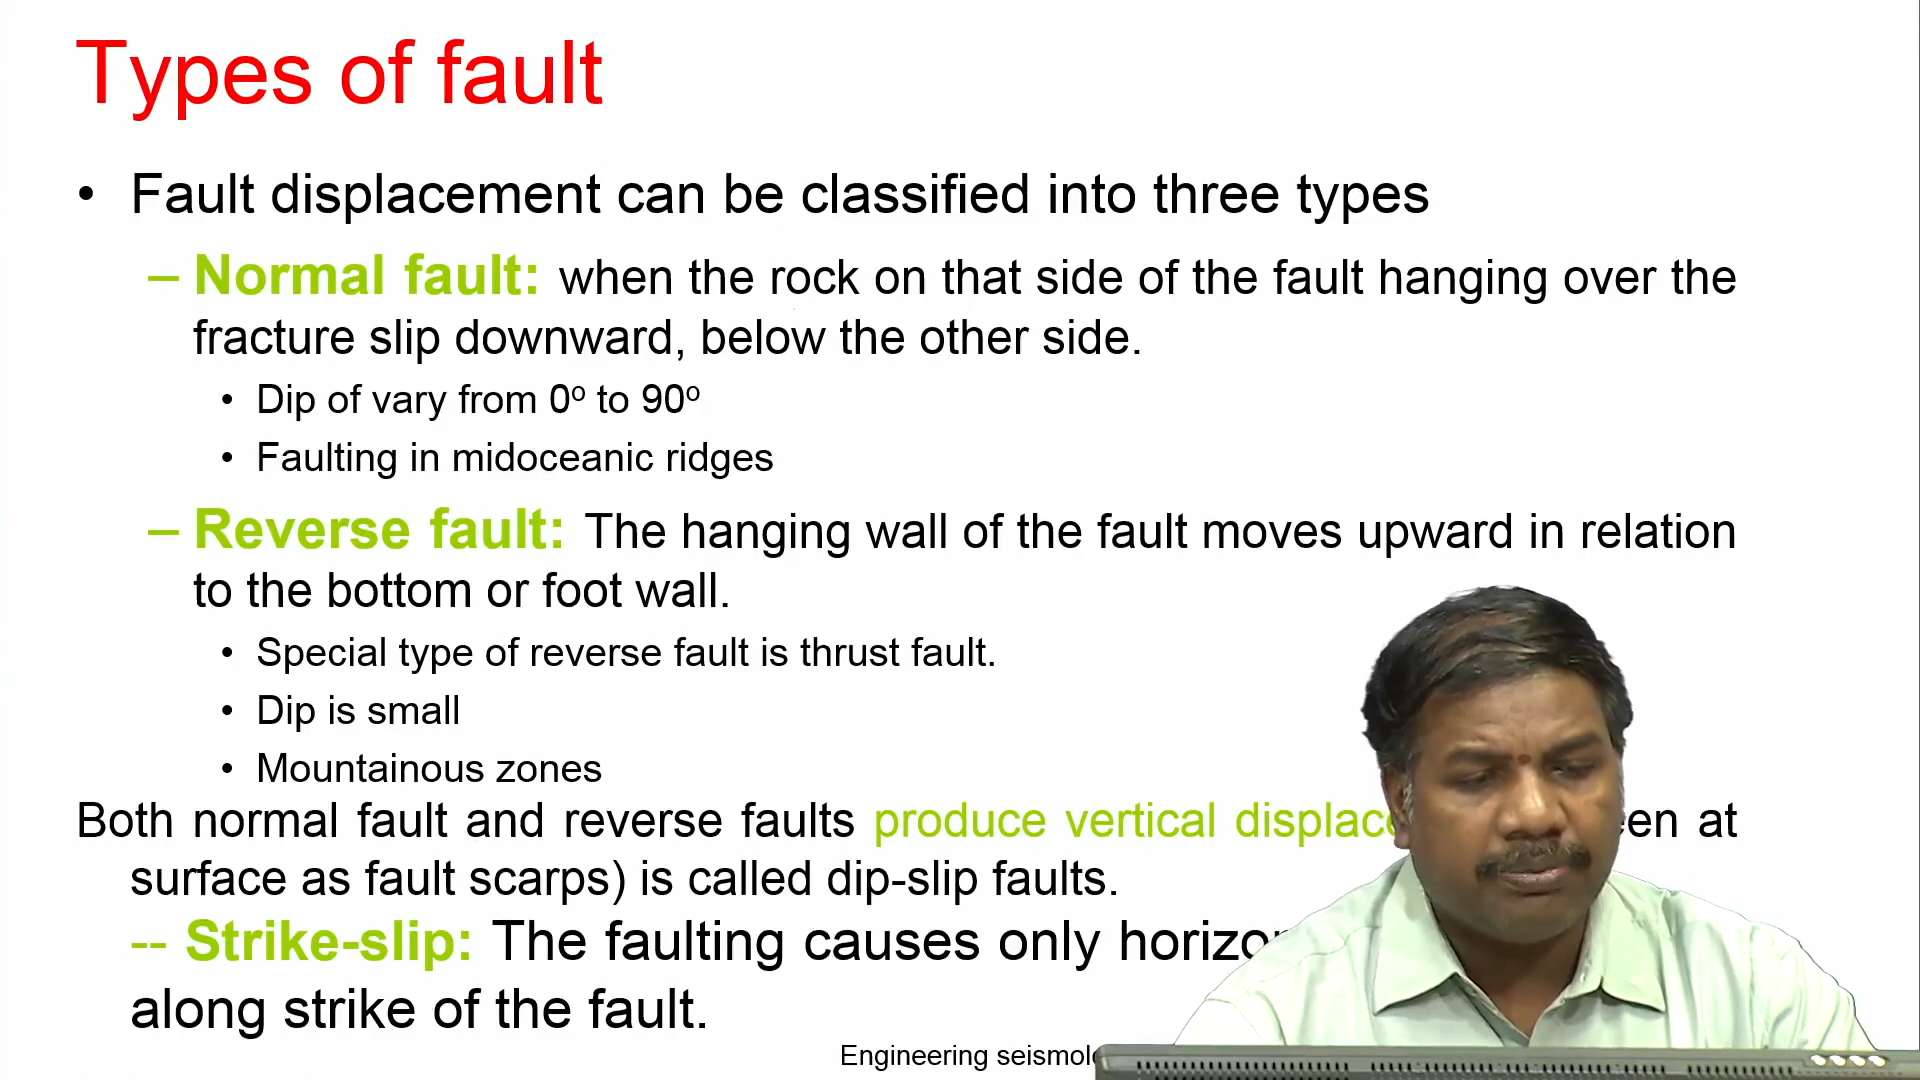 Types of fault
• Fault displacement can be classified into three types
– Normal fault: when the rock on that side of the fault hanging over the
fracture slip downward, below the other side.
• Dip of vary from 0º to 90º
• Faulting in midoceanic ridges
– Reverse fault: The hanging wall of the fault moves upward in relation
to the bottom or foot wall.
• Special type of reverse fault is thrust fault.
• Dip is small
• Mountainous zones
Both normal fault and reverse faults produce vertical at
surface as fault scarps) is called dip-slip faults.
-- Strike-slip: The faulting causes only
along strike of the fault.
Engineering